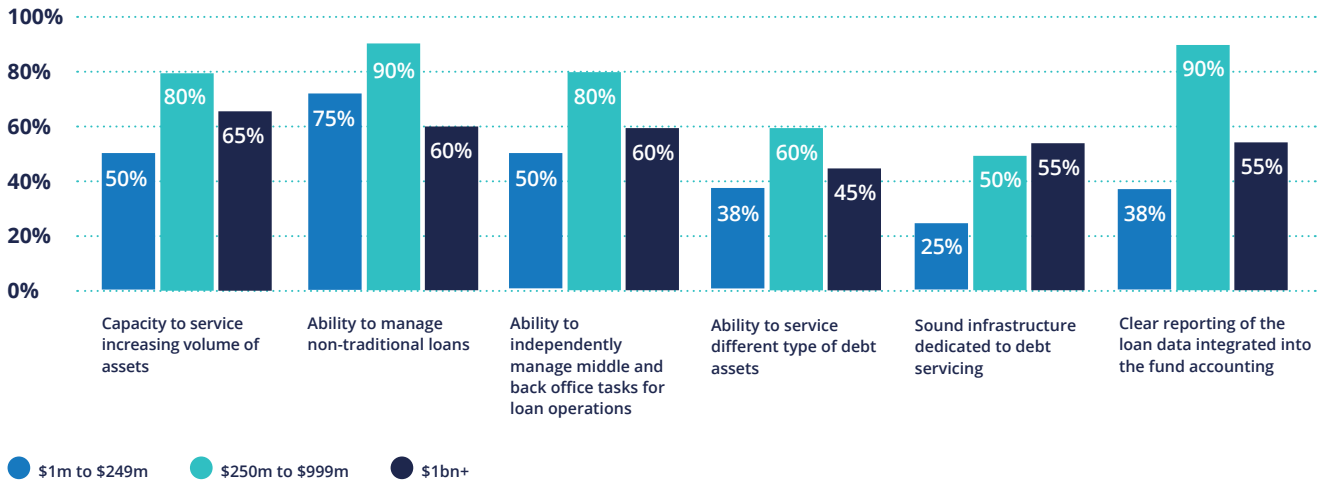 100%
80%
60%
40%
20%
0%
50%
80%
65%
75%
90%
60%
50%
80%
60%
38%
60%
45%
25%
50%
55%
38%
90%
55%
Capacity to service
increasing volume of
assets
Ability to manage
non-traditional loans
Ability to
independently
manage middle and
back office tasks for
loan operations
Ability to service
different type of debt
assets
Sound infrastructure
dedicated to debt
servicing
Clear reporting of the
loan data integrated into
the fund accounting
$1m to $249m
$250m to $999m
$1bn+